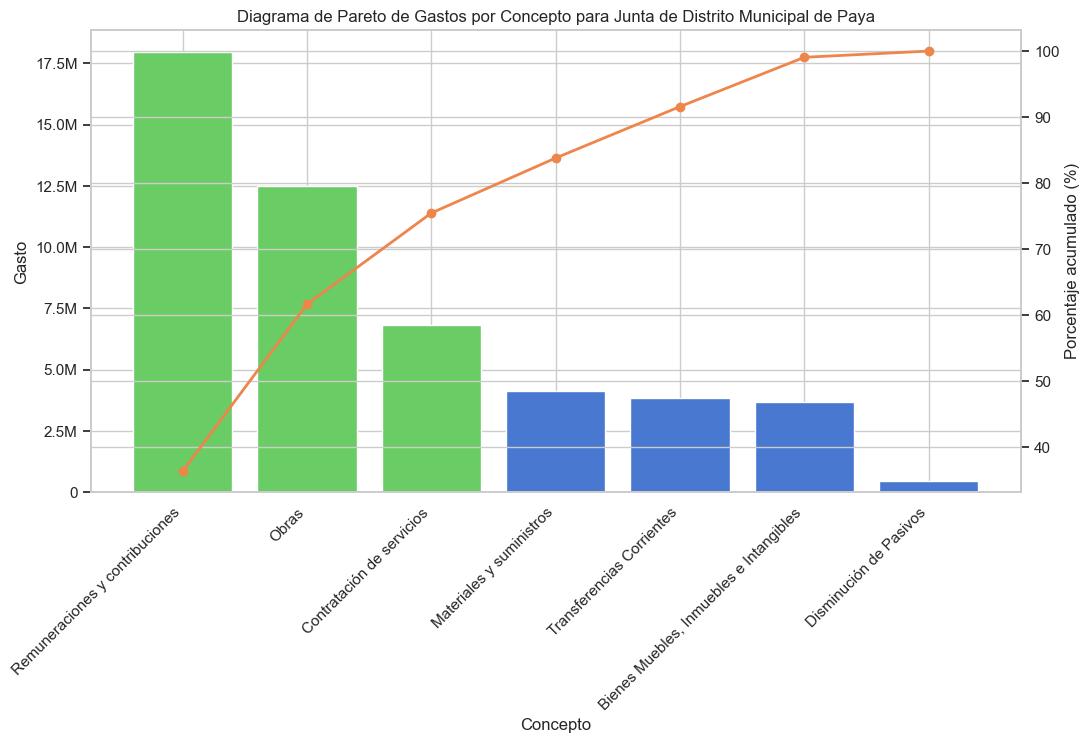 Diagrama de Pareto de Gastos por Concepto para Junta de Distrito Municipal de Paya
Gasto
17.5M
15.0M
12.5M
10.0M
7.5M
5.0M
2.5M
0
100
90
80
70
60
50
40
Porcentaje acumulado (%)
Remuneraciones y contribuciones
Obras
Contratación de servicios
Materiales y suministros
Transferencias Corrientes
Bienes Muebles, Inmuebles e Intangibles
Disminución de Pasivos
Concepto